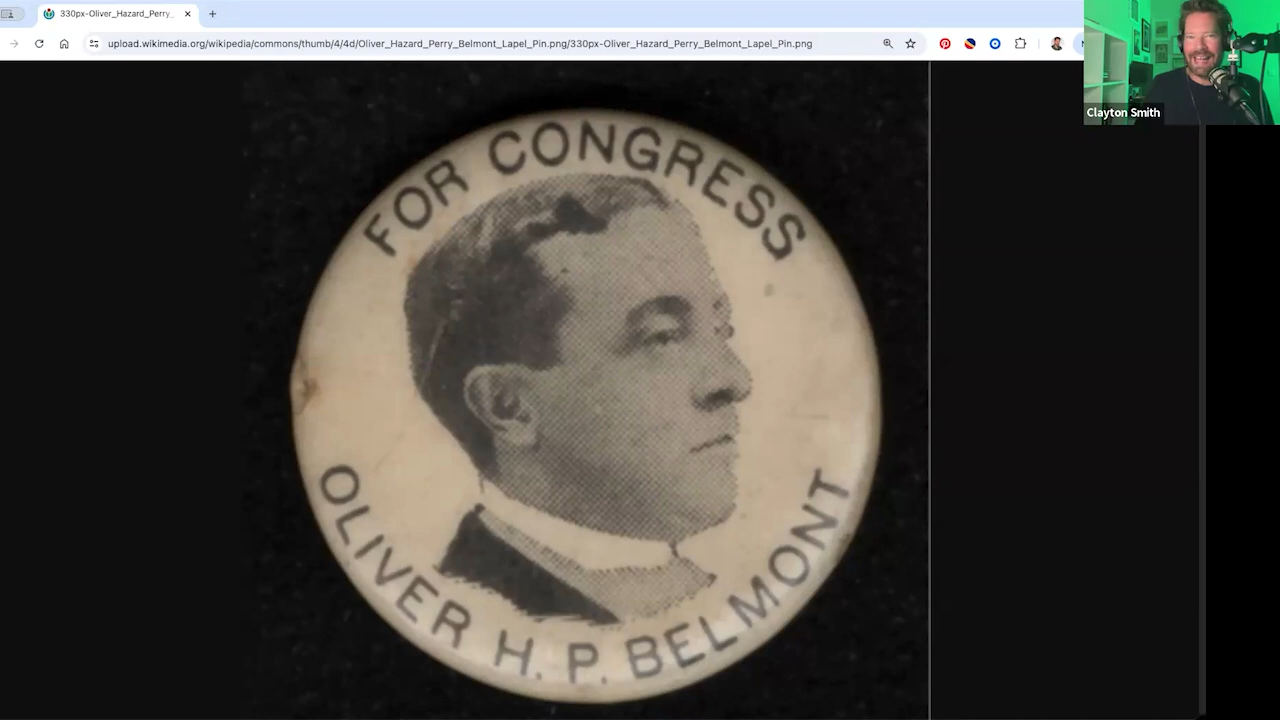 330px-Oliver_Hazard_Perry_
upload.wikimedia.org/wikipedia/commons/thumb/4/4d/Oliver_Hazard_Perry_Belmont_Lapel_Pin.png/330px-Oliver_Hazard_Perry_Belmont_Lapel_Pin.png
Clayton Smith
FOR CONGRESS
OLIVER H. P. BELMONT